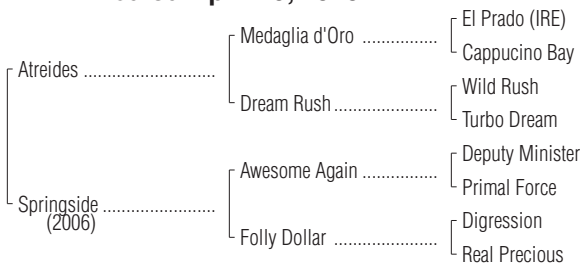 El Prado (IRE)
Medaglia d'Oro
Cappucino Bay
Atreides
Wild Rush
Dream Rush
Turbo Dream
Deputy Minister
Awesome Again
Primal Force
Springside
(2006)
Digression
Folly Dollar
Real Precious